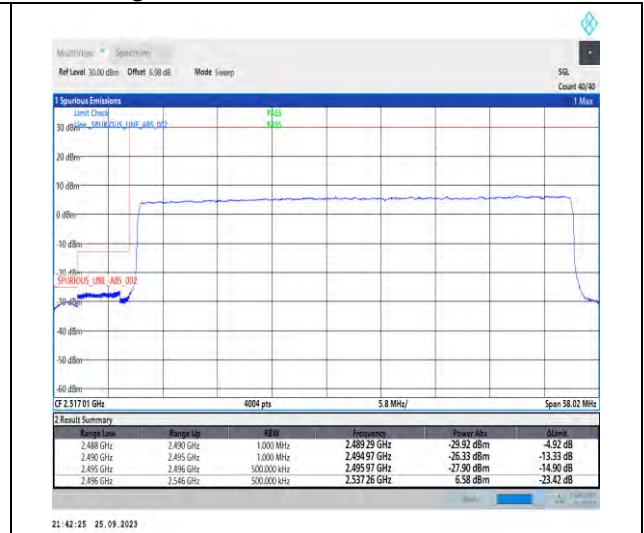 MultiView Spectrum
Ref Level 30.00 dBm Offset 6.98 dB Mode Sweep SGL
Count 40/40
1 Spurious Emissions 1 Max
Limit Check PASS
30 dBm Line_SPURIOUS_LINE_ABS_002 PASS
20 dBm
10 dBm
0 dBm
-10 dBm
-20 dBm
SPURIOUS_LINE_ABS_002
-30 dBm
-40 dBm
-50 dBm
-60 dBm
CF 2.517 01 GHz 4004 pts 5.8 MHz/ Span 58.02 MHz
2 Result Summary
Range Low Range Up RBW Frequency Power Abs ΔLimit
2.488 GHz 2.490 GHz 1.000 MHz 2.489 29 GHz -29.92 dBm -4.92 dB
2.490 GHz 2.495 GHz 1.000 MHz 2.494 97 GHz -26.33 dBm -13.33 dB
2.495 GHz 2.496 GHz 500.000 kHz 2.495 97 GHz -27.90 dBm -14.90 dB
2.496 GHz 2.546 GHz 500.000 kHz 2.537 26 GHz 6.58 dBm -23.42 dB
21:42:25 25.09.2023